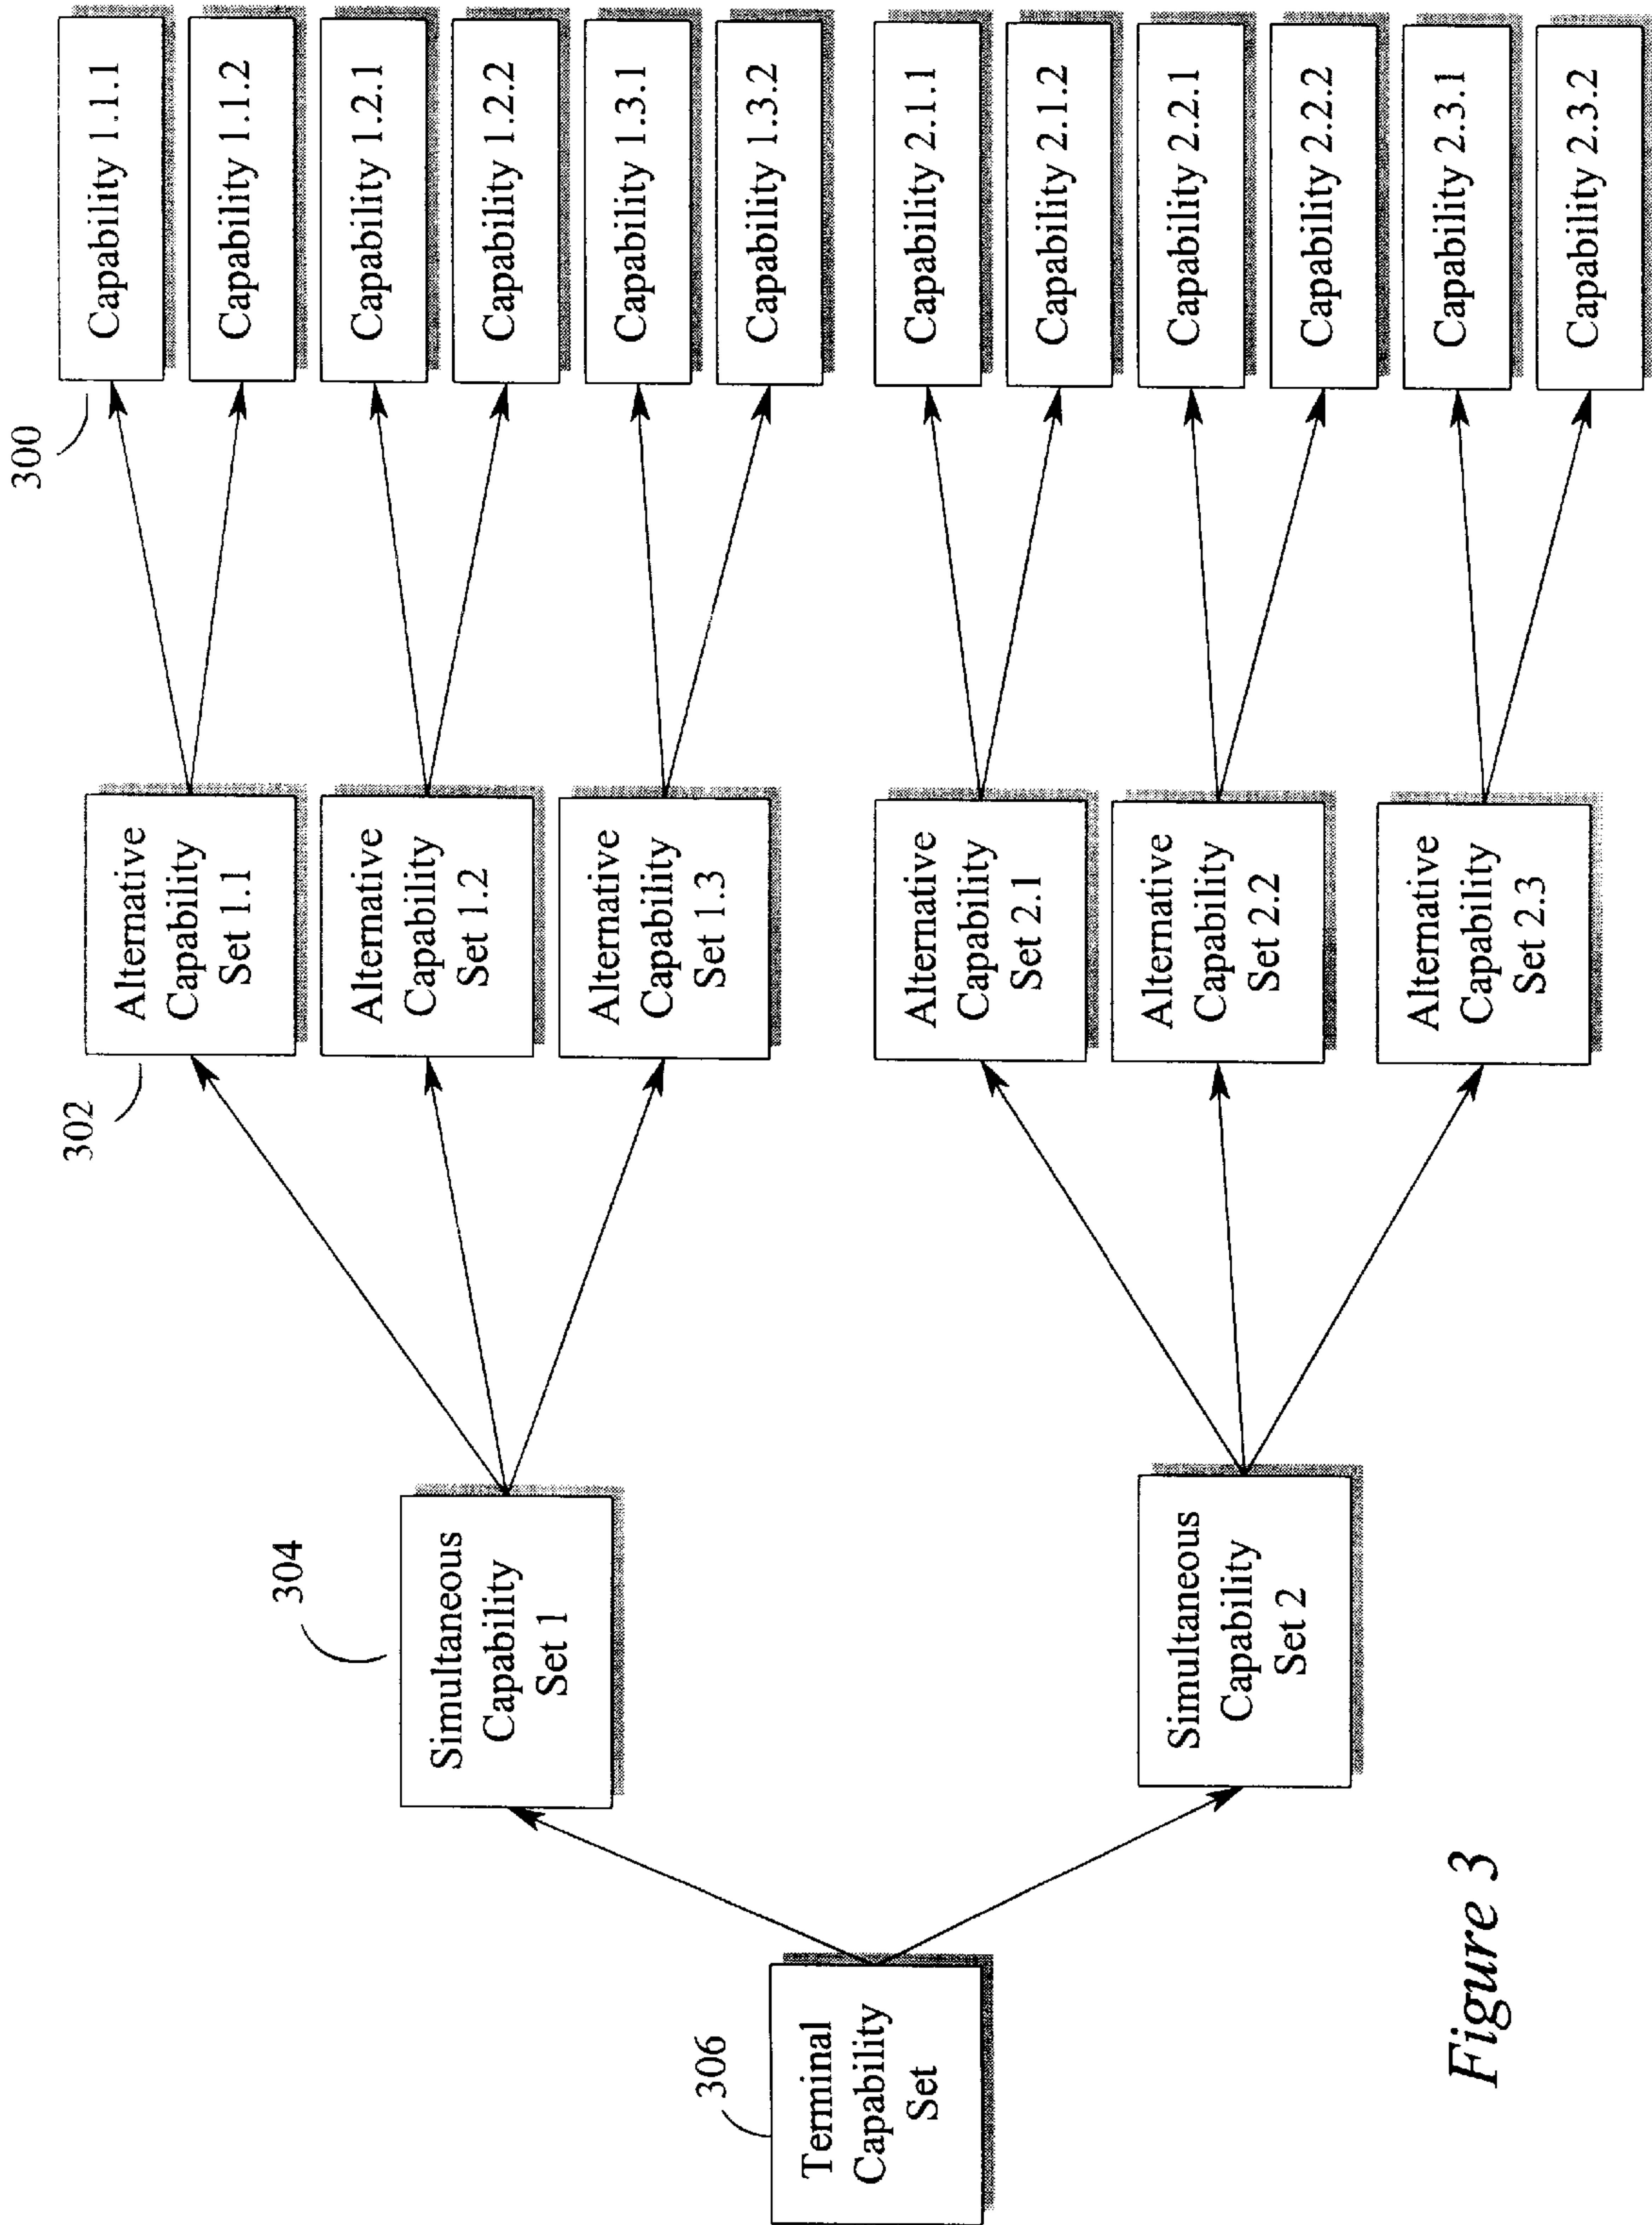 306
Terminal
Capability
Set
304
Simultaneous
Capability
Set 1
Simultaneous
Capability
Set 2
302
Alternative
Capability
Set 1.1
Alternative
Capability
Set 1.2
Alternative
Capability
Set 1.3
Alternative
Capability
Set 2.1
Alternative
Capability
Set 2.2
Alternative
Capability
Set 2.3
300
Capability 1.1.1
Capability 1.1.2
Capability 1.2.1
Capability 1.2.2
Capability 1.3.1
Capability 1.3.2
Capability 2.1.1
Capability 2.1.2
Capability 2.2.1
Capability 2.2.2
Capability 2.3.1
Capability 2.3.2
Figure 3